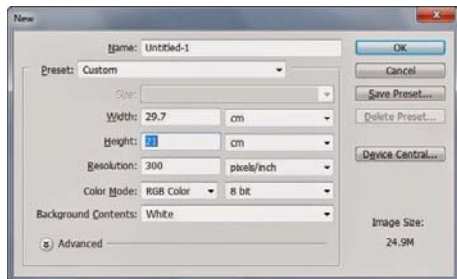 New
Name: Untitled-1
OK
Preset: Custom
Cancel
Size:
Save Preset...
Width: 29.7 cm
Delete Preset...
Height: 21 cm
Resolution: 300 pixels/inch
Device Central...
Color Mode: RGB Color 8 bit
Background Contents: White
Image Size:
Advanced
24.9M